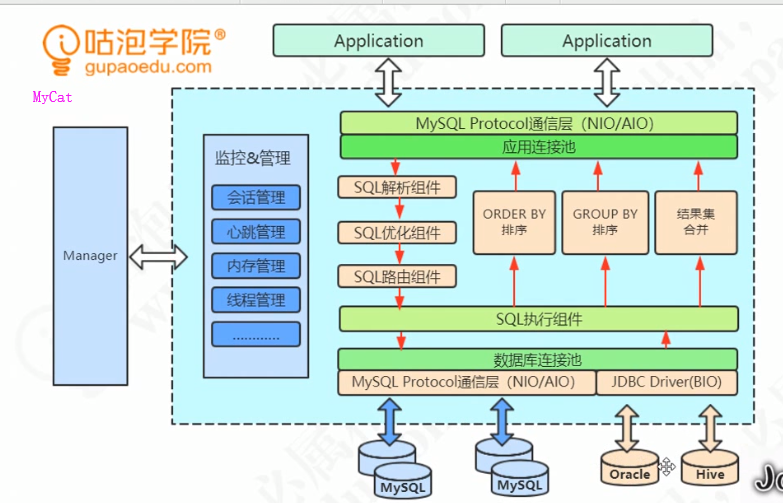 咕泡学院®
gupaoedu.com
MyCat
Application
Application
MySQL Protocol通信层（NIO/AIO）
应用连接池
Manager
监控&管理
会话管理
心跳管理
内存管理
线程管理
............
SQL解析组件
SQL优化组件
SQL路由组件
ORDER BY
排序
GROUP BY
排序
结果集
合并
SQL执行组件
数据库连接池
MySQL Protocol通信层（NIO/AIO）
JDBC Driver(BIO)
MySQL
MySQL
Oracle
Hive